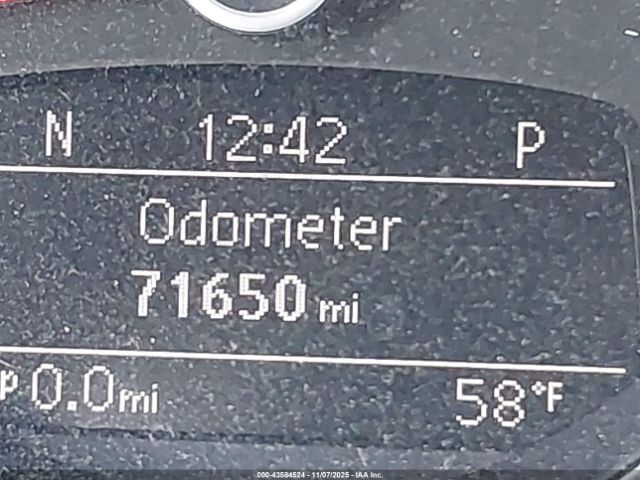 N 12:42 P
Odometer
71650 mi
P 0.0 mi 58°F
000-43584524 - 11/07/2025 - IAA Inc.